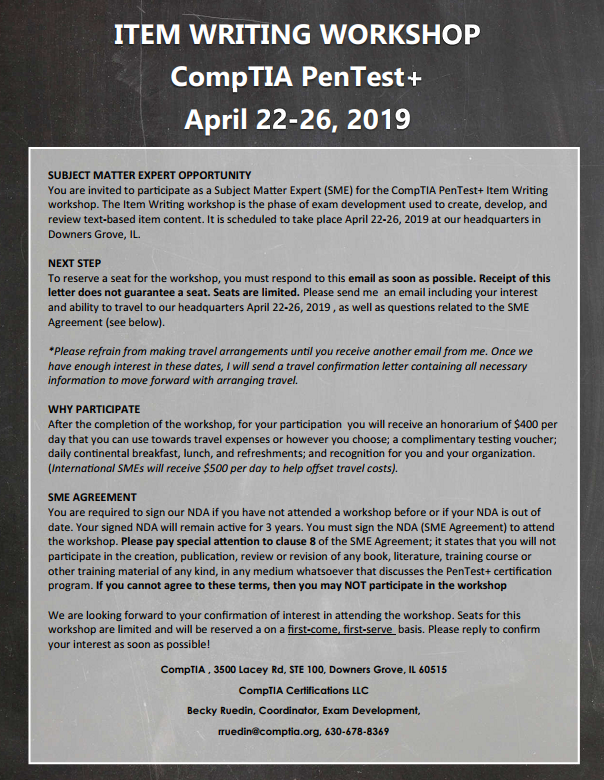 ITEM WRITING WORKSHOP
CompTIA PenTest+
April 22-26, 2019
SUBJECT MATTER EXPERT OPPORTUNITY
You are invited to participate as a Subject Matter Expert (SME) for the CompTIA PenTest+ Item Writing
workshop. The Item Writing workshop is the phase of exam development used to create, develop, and
review text-based item content. It is scheduled to take place April 22-26, 2019 at our headquarters in
Downers Grove, IL.
NEXT STEP
To reserve a seat for the workshop, you must respond to this email as soon as possible. Receipt of this
letter does not guarantee a seat. Seats are limited. Please send me an email including your interest
and ability to travel to our headquarters April 22-26, 2019 , as well as questions related to the SME
Agreement (see below).
*Please refrain from making travel arrangements until you receive another email from me. Once we
have enough interest in these dates, I will send a travel confirmation letter containing all necessary
information to move forward with arranging travel.
WHY PARTICIPATE
After the completion of the workshop, for your participation you will receive an honorarium of $400 per
day that you can use towards travel expenses or however you choose; a complimentary testing voucher;
daily continental breakfast, lunch, and refreshments; and recognition for you and your organization.
(International SMEs will receive $500 per day to help offset travel costs).
SME AGREEMENT
You are required to sign our NDA if you have not attended a workshop before or if your NDA is out of
date. Your signed NDA will remain active for 3 years. You must sign the NDA (SME Agreement) to attend
the workshop. Please pay special attention to clause 8 of the SME Agreement; it states that you will not
participate in the creation, publication, review or revision of any book, literature, training course or
other training material of any kind, in any medium whatsoever that discusses the PenTest+ certification
program. If you cannot agree to these terms, then you may NOT participate in the workshop
We are looking forward to your confirmation of interest in attending the workshop. Seats for this
workshop are limited and will be reserved a on a first-come, first-serve basis. Please reply to confirm
your interest as soon as possible!
CompTIA , 3500 Lacey Rd, STE 100, Downers Grove, IL 60515
CompTIA Certifications LLC
Becky Ruedin, Coordinator, Exam Development,
rruedin@comptia.org, 630-678-8369